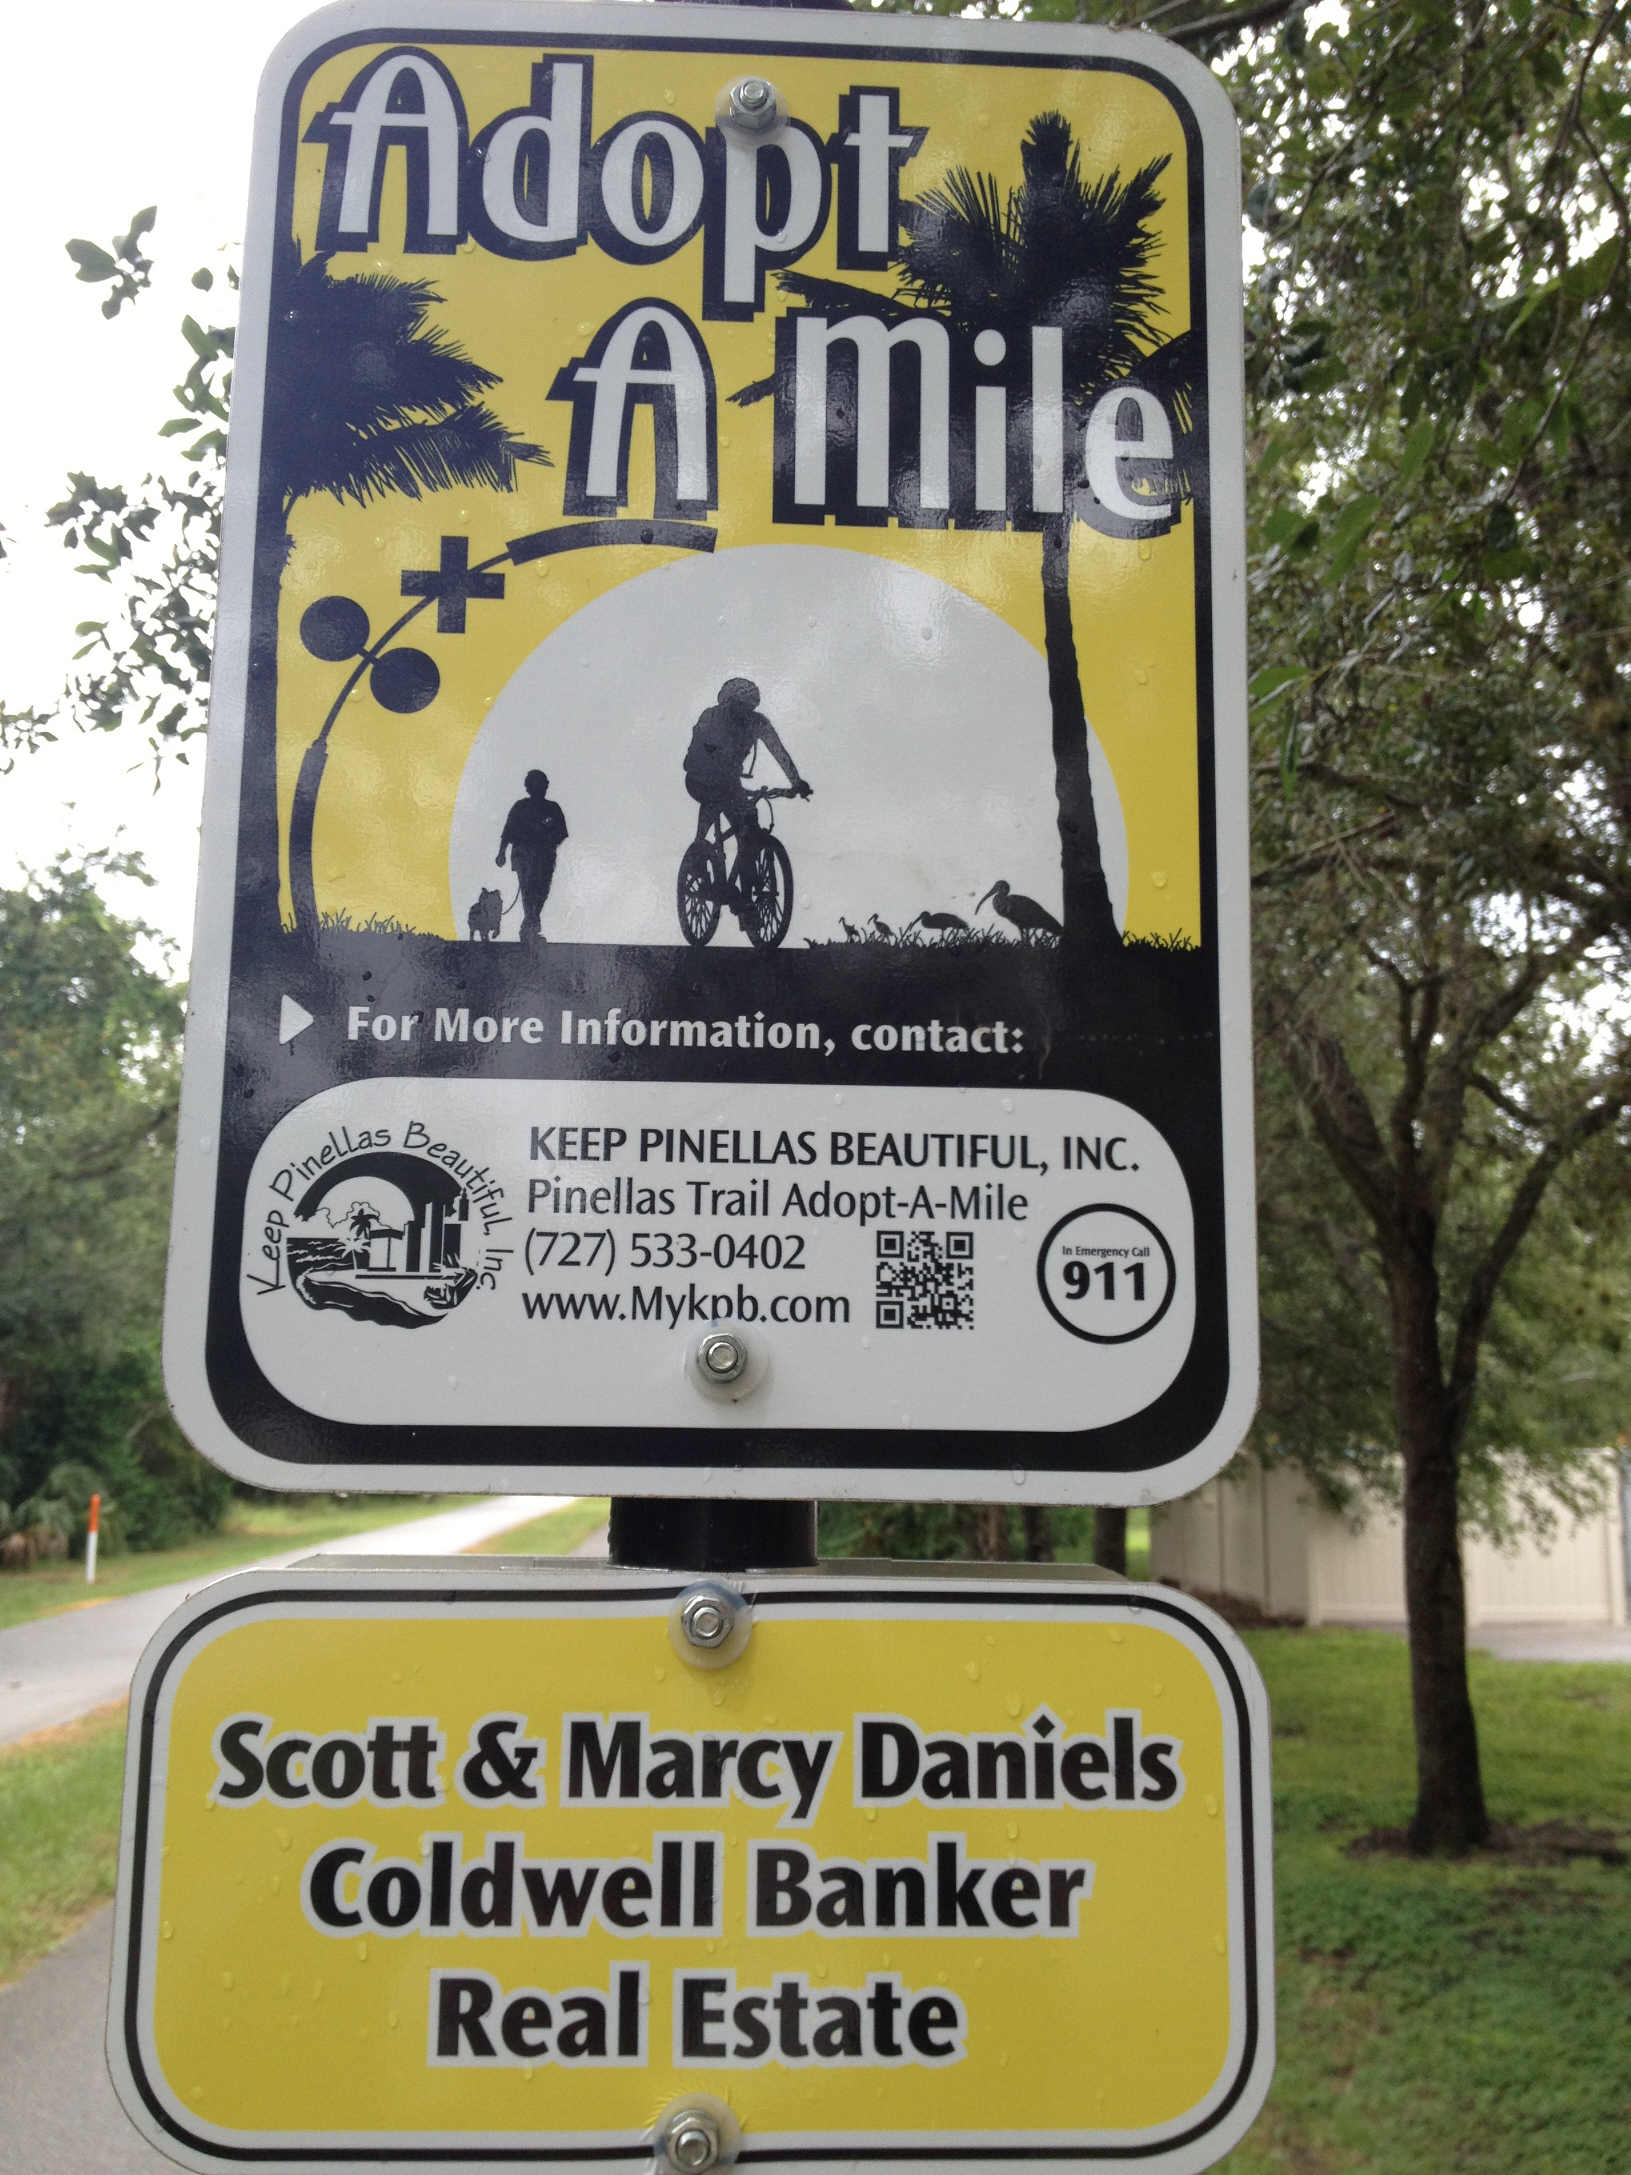 Adopt
A Mile
For More Information, contact:
Keep Pinellas Beautiful, Inc.
KEEP PINELLAS BEAUTIFUL, INC.
Pinellas Trail Adopt-A-Mile
(727) 533-0402
www.Mykpb.com
In Emergency Call
911
Scott & Marcy Daniels
Coldwell Banker
Real Estate